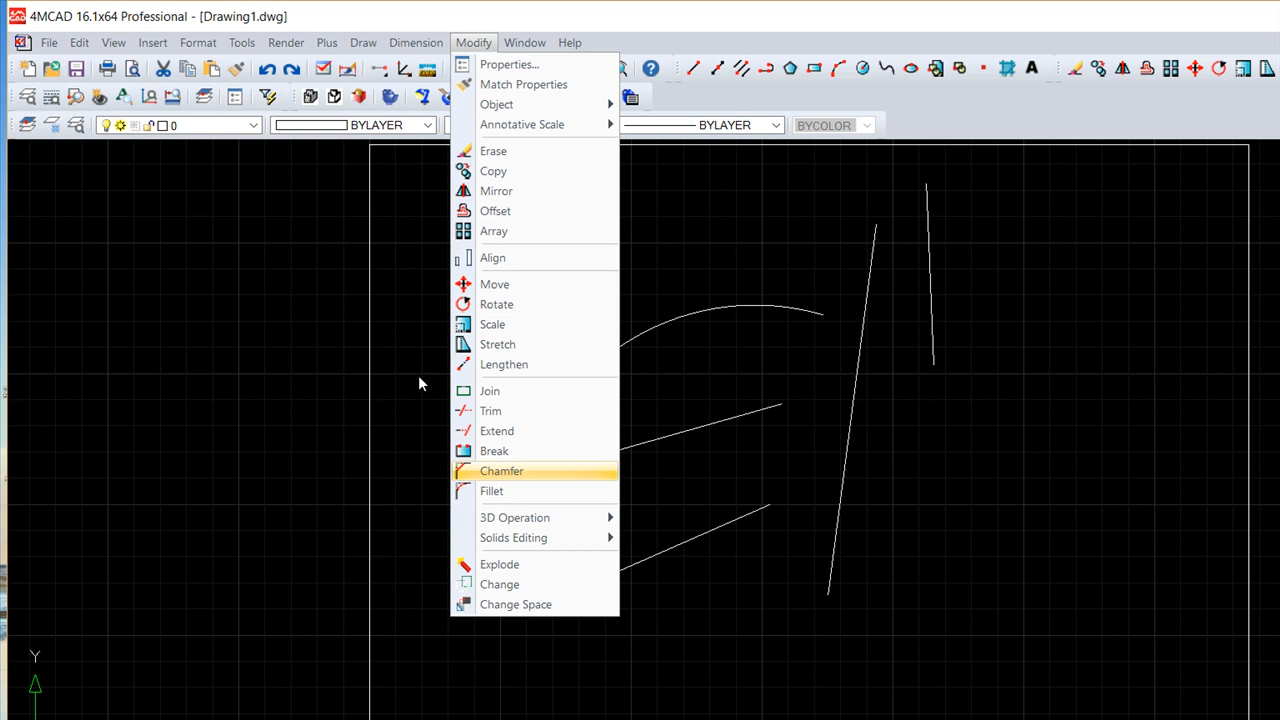 4MCAD 16.1x64 Professional - [Drawing1.dwg]
File Edit View Insert Format Tools Render Plus Draw Dimension Modify Window Help
0 BYLAYER BYLAYER BYCOLOR
Properties...
Match Properties
Object
Annotative Scale
Erase
Copy
Mirror
Offset
Array
Align
Move
Rotate
Scale
Stretch
Lengthen
Join
Trim
Extend
Break
Chamfer
Fillet
3D Operation
Solids Editing
Explode
Change
Change Space
Y